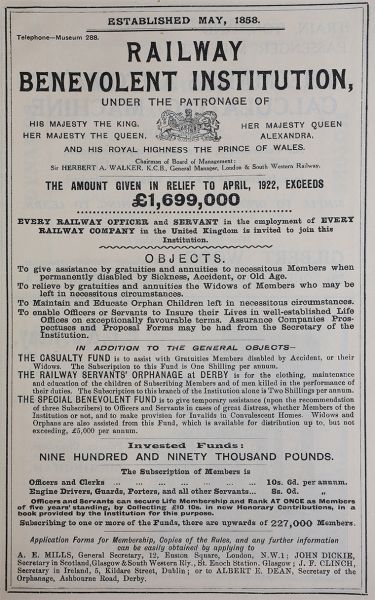 ESTABLISHED MAY, 1858.
Telephone—Museum 288.
RAILWAY
BENEVOLENT INSTITUTION,
UNDER THE PATRONAGE OF
HIS MAJESTY THE KING.
HER MAJESTY THE QUEEN.
HER MAJESTY QUEEN
ALEXANDRA.
AND HIS ROYAL HIGHNESS THE PRINCE OF WALES.
Chairman of Board of Management:
Sir HERBERT A. WALKER, K.C.B., General Manager, London & South Western Railway.
THE AMOUNT GIVEN IN RELIEF TO APRIL, 1922, EXCEEDS
£1,699,000
EVERY RAILWAY OFFICER and SERVANT in the employment of EVERY
RAILWAY COMPANY in the United Kingdom is invited to join this
Institution.
OBJECTS.
To give assistance by gratuities and annuities to necessitous Members when
permanently disabled by Sickness, Accident, or Old Age.
To relieve by gratuities and annuities the Widows of Members who may be
left in necessitous circumstances.
To Maintain and Educate Orphan Children left in necessitous circumstances.
To enable Officers or Servants to Insure their Lives in well-established Life
Offices on exceptionally favourable terms. Assurance Companies Pros-
pectuses and Proposal Forms may be had from the Secretary of the
Institution.
IN ADDITION TO THE GENERAL OBJECTS—
THE CASUALTY FUND is to assist with Gratuities Members disabled by Accident, or their
Widows. The Subscription to this Fund is One Shilling per annum.
THE RAILWAY SERVANTS' ORPHANAGE at DERBY is for the clothing, maintenance
and education of the children of Subscribing Members and of men killed in the performance of
their duties. The Subscription to this branch of the Institution alone is Two Shillings per annum.
THE SPECIAL BENEVOLENT FUND is to give temporary assistance (upon the recommendation
of three Subscribers) to Officers and Servants in cases of great distress, whether Members of the
Institution or not, and to make provision for Invalids in Convalescent Homes. Widows and
Orphans are also assisted from this Fund, which is available for distribution up to, but not
exceeding, £5,000 per annum.
Invested Funds:
NINE HUNDRED AND NINETY THOUSAND POUNDS.
The Subscription of Members is
Officers and Clerks ... ... ... ... ... 10s. 6d. per annum.
Engine Drivers, Guards, Porters, and all other Servants... 8s. 0d. „
Officers and Servants can secure Life Membership and Rank AT ONCE as Members
of five years' standing, by Collecting £10 10s. in new Honorary Contributions, in a
book provided by the Institution for this purpose.
Subscribing to one or more of the Funds, there are upwards of 227,000 Members.
Application Forms for Membership, Copies of the Rules, and any further information
can be easily obtained by applying to
A. E. MILLS, General Secretary, 12, Euston Square, London, N.W.1; JOHN DICKIE,
Secretary in Scotland, Glasgow & South Western Rly., St. Enoch Station, Glasgow; J. F. CLINCH,
Secretary in Ireland, 5, Kildare Street, Dublin; or to ALBERT E. DEAN, Secretary of the
Orphanage, Ashbourne Road, Derby.